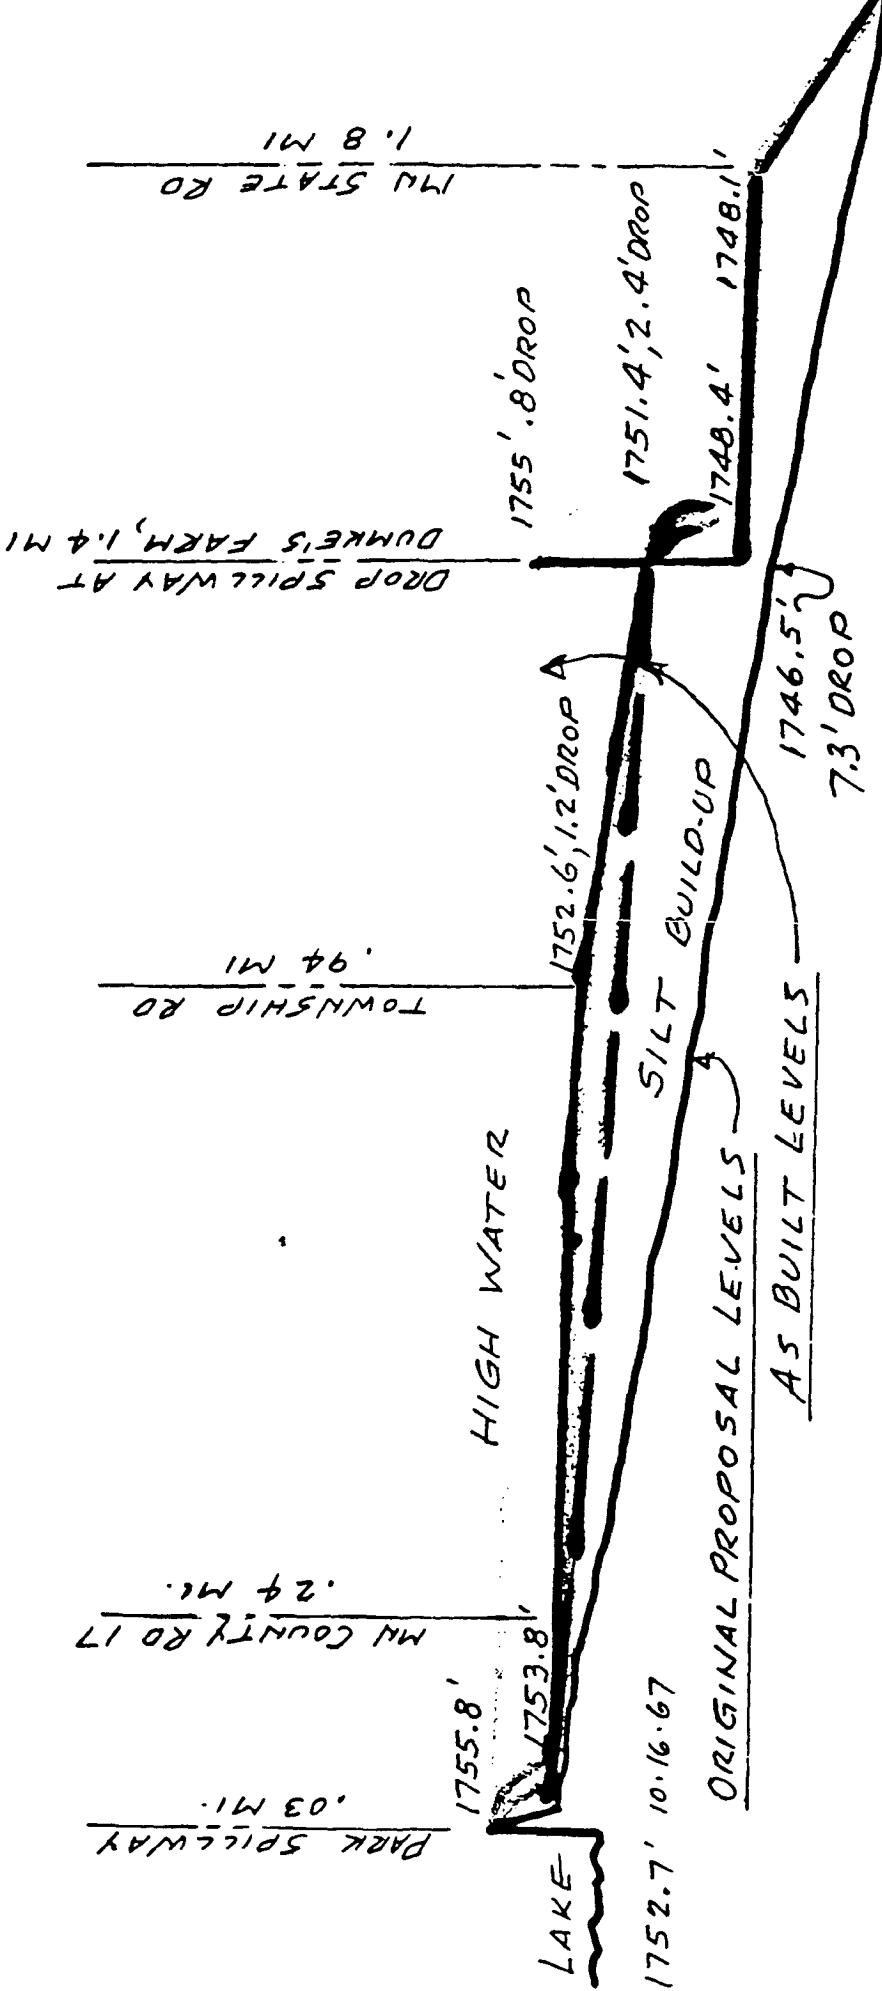 PARK SPILLWAY
.03 MI.
MN COUNTY RD 17
.24 MI.
TOWNSHIP RD
.94 MI
DROP SPILLWAY AT
DUMKE'S FARM, 1.4 MI
MN STATE RD
1.8 MI
1755.8'
HIGH WATER
1755' .8' DROP
1753.8'
1752.6', 1.2' DROP
1751.4', 2.4' DROP
LAKE
1752.7' 10.16.67
SILT BUILD-UP
1748.4'
1748.1'
1746.5'
7.3' DROP
ORIGINAL PROPOSAL LEVELS
AS BUILT LEVELS